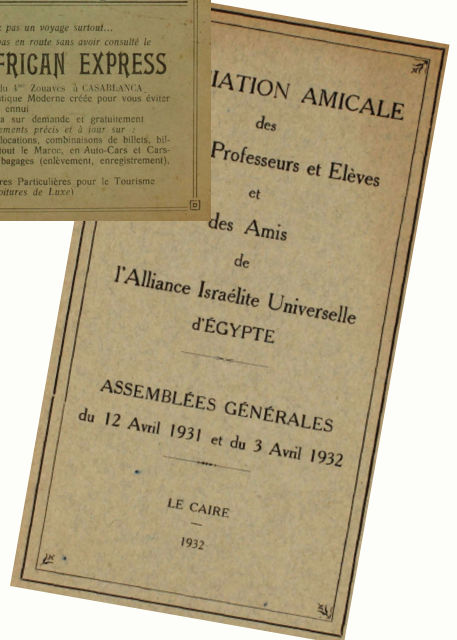 pas un voyage surtout...
pas en route sans avoir consulté le
FRICAN EXPRESS
du 4me Zouaves à CASABLANCA
tique Moderne créée pour vous éviter
ennui
a sur demande et gratuitement
ements précis et à jour sur :
locations, combinaisons de billets, bil-
tout le Maroc, en Auto-Cars et Cars-
bagages (enlèvement, enregistrement),
res Particulières pour le Tourisme
oitures de Luxe)
IATION AMICALE
des
Professeurs et Elèves
et
des Amis
de
l'Alliance Israélite Universelle
d'ÉGYPTE
ASSEMBLÉES GÉNÉRALES
du 12 Avril 1931 et du 3 Avril 1932
LE CAIRE
1932